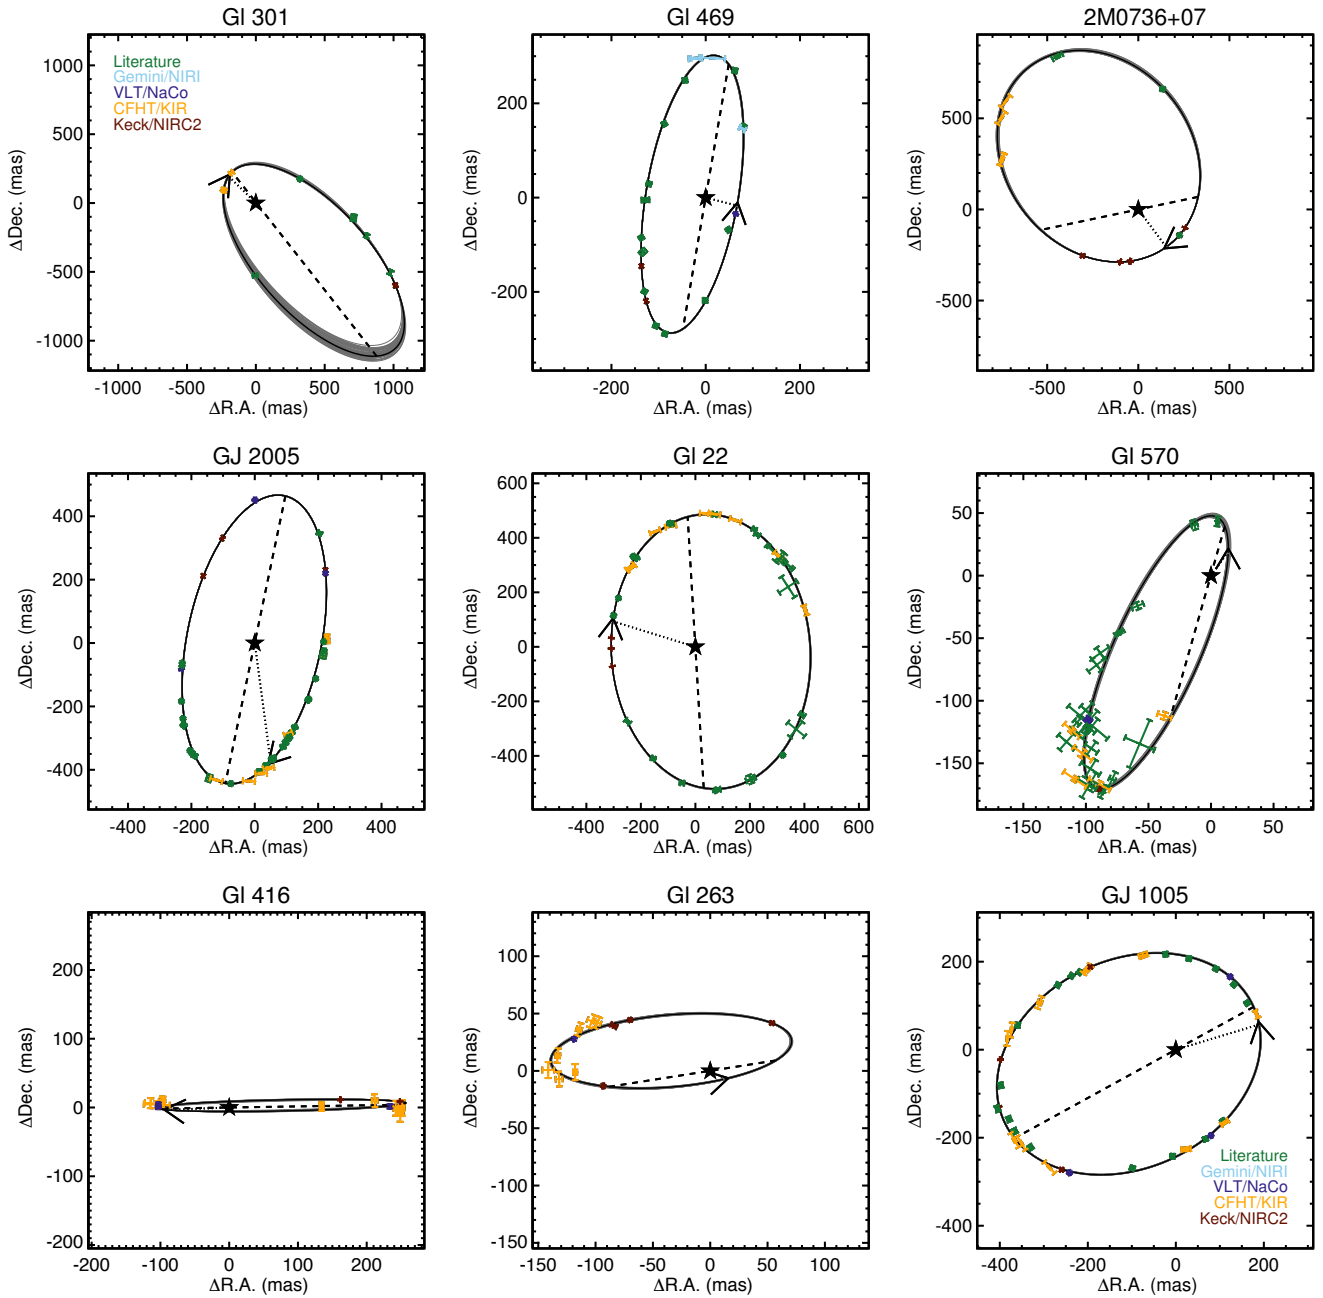 Gl 301
Gl 469
2M0736+07
Literature
Gemini/NIRI
VLT/NaCo
CFHT/KIR
Keck/NIRC2
1000
500
0
-500
-1000
ΔDec. (mas)
-1000 -500 0 500 1000
ΔR.A. (mas)
200
0
-200
ΔDec. (mas)
-200 0 200
ΔR.A. (mas)
500
0
-500
ΔDec. (mas)
-500 0 500
ΔR.A. (mas)
GJ 2005
Gl 22
Gl 570
400
200
0
-200
-400
ΔDec. (mas)
-400 -200 0 200 400
ΔR.A. (mas)
600
400
200
0
-200
-400
ΔDec. (mas)
-400 -200 0 200 400 600
ΔR.A. (mas)
50
0
-50
-100
-150
ΔDec. (mas)
-150 -100 -50 0 50
ΔR.A. (mas)
Gl 416
Gl 263
GJ 1005
200
100
0
-100
-200
ΔDec. (mas)
-200 -100 0 100 200
ΔR.A. (mas)
100
50
0
-50
-100
-150
ΔDec. (mas)
-150 -100 -50 0 50 100
ΔR.A. (mas)
200
0
-200
-400
ΔDec. (mas)
-400 -200 0 200
ΔR.A. (mas)
Literature
Gemini/NIRI
VLT/NaCo
CFHT/KIR
Keck/NIRC2